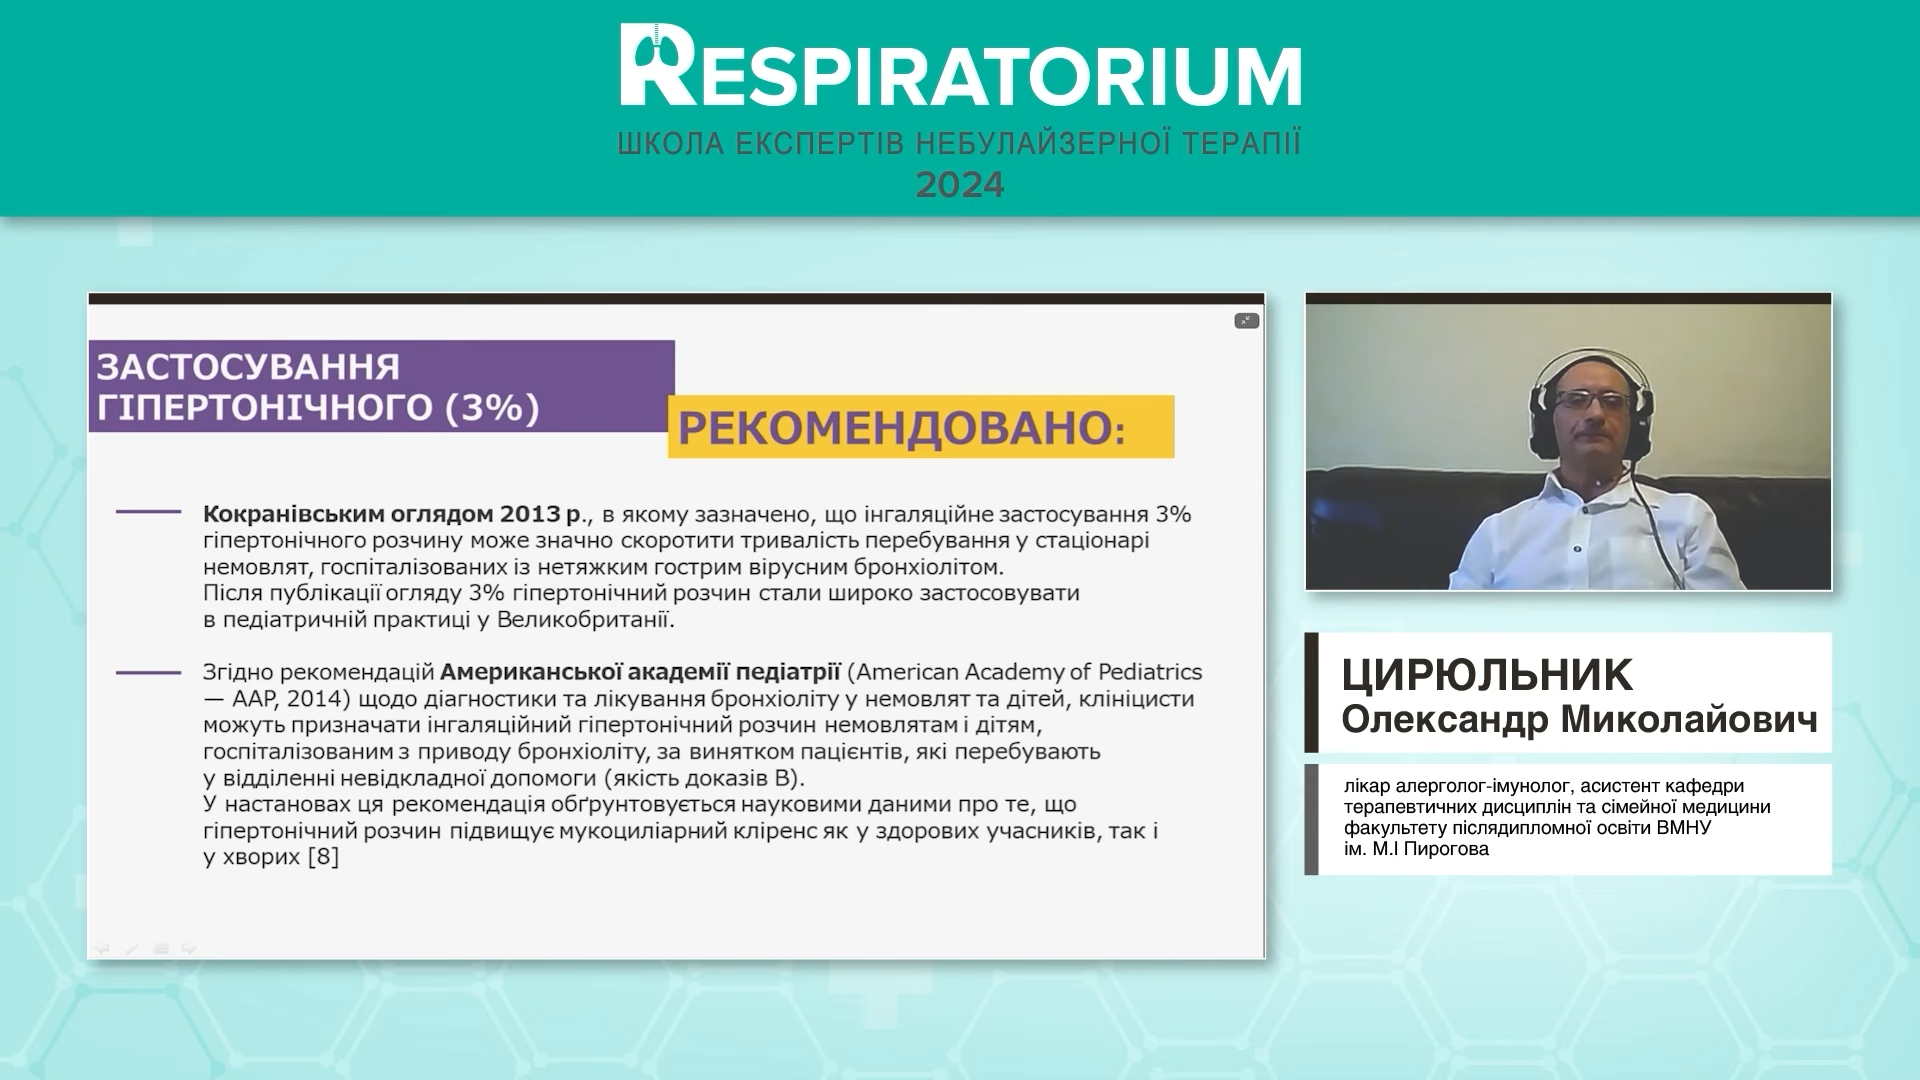 RESPIRATORIUM
ШКОЛА ЕКСПЕРТІВ НЕБУЛАЙЗЕРНОЇ ТЕРАПІЇ
2024
ЗАСТОСУВАННЯ
ГІПЕРТОНІЧНОГО (3%)
РЕКОМЕНДОВАНО:
Кокранівським оглядом 2013 р., в якому зазначено, що інгаляційне застосування 3%
гіпертонічного розчину може значно скоротити тривалість перебування у стаціонарі
немовлят, госпіталізованих із нетяжким гострим вірусним бронхіолітом.
Після публікації огляду 3% гіпертонічний розчин стали широко застосовувати
в педіатричній практиці у Великобританії.
Згідно рекомендацій Американської академії педіатрії (American Academy of Pediatrics
— AAP, 2014) щодо діагностики та лікування бронхіоліту у немовлят та дітей, клініцисти
можуть призначати інгаляційний гіпертонічний розчин немовлятам і дітям,
госпіталізованим з приводу бронхіоліту, за винятком пацієнтів, які перебувають
у відділенні невідкладної допомоги (якість доказів В).
У настановах ця рекомендація обґрунтовується науковими даними про те, що
гіпертонічний розчин підвищує мукоциліарний кліренс як у здорових учасників, так і
у хворих [8]
ЦИРЮЛЬНИК
Олександр Миколайович
лікар алерголог-імунолог, асистент кафедри
терапевтичних дисциплін та сімейної медицини
факультету післядипломної освіти ВМНУ
ім. М.І Пирогова